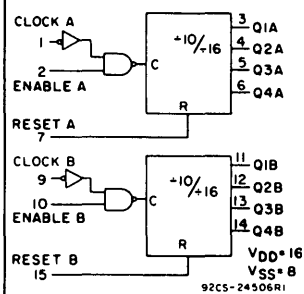 CLOCK A
1
2
ENABLE A
C
÷10/÷16
R
3 Q1A
4 Q2A
5 Q3A
6 Q4A
RESET A
7
CLOCK B
9
10
ENABLE B
C
÷10/÷16
R
11 Q1B
12 Q2B
13 Q3B
14 Q4B
RESET B
15
VDD=16
VSS=8
92CS-24506R1